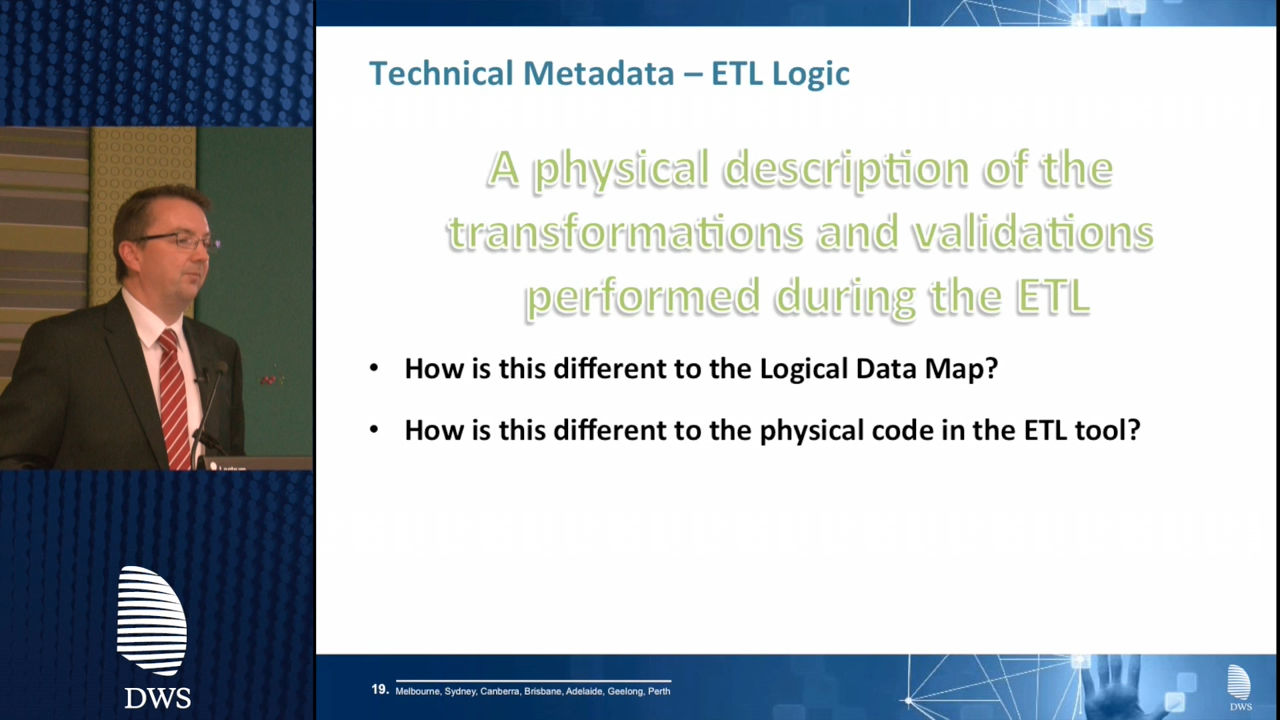 Technical Metadata – ETL Logic
A physical description of the
transformations and validations
performed during the ETL
• How is this different to the Logical Data Map?
• How is this different to the physical code in the ETL tool?
19. Melbourne, Sydney, Canberra, Brisbane, Adelaide, Geelong, Perth
DWS
DWS